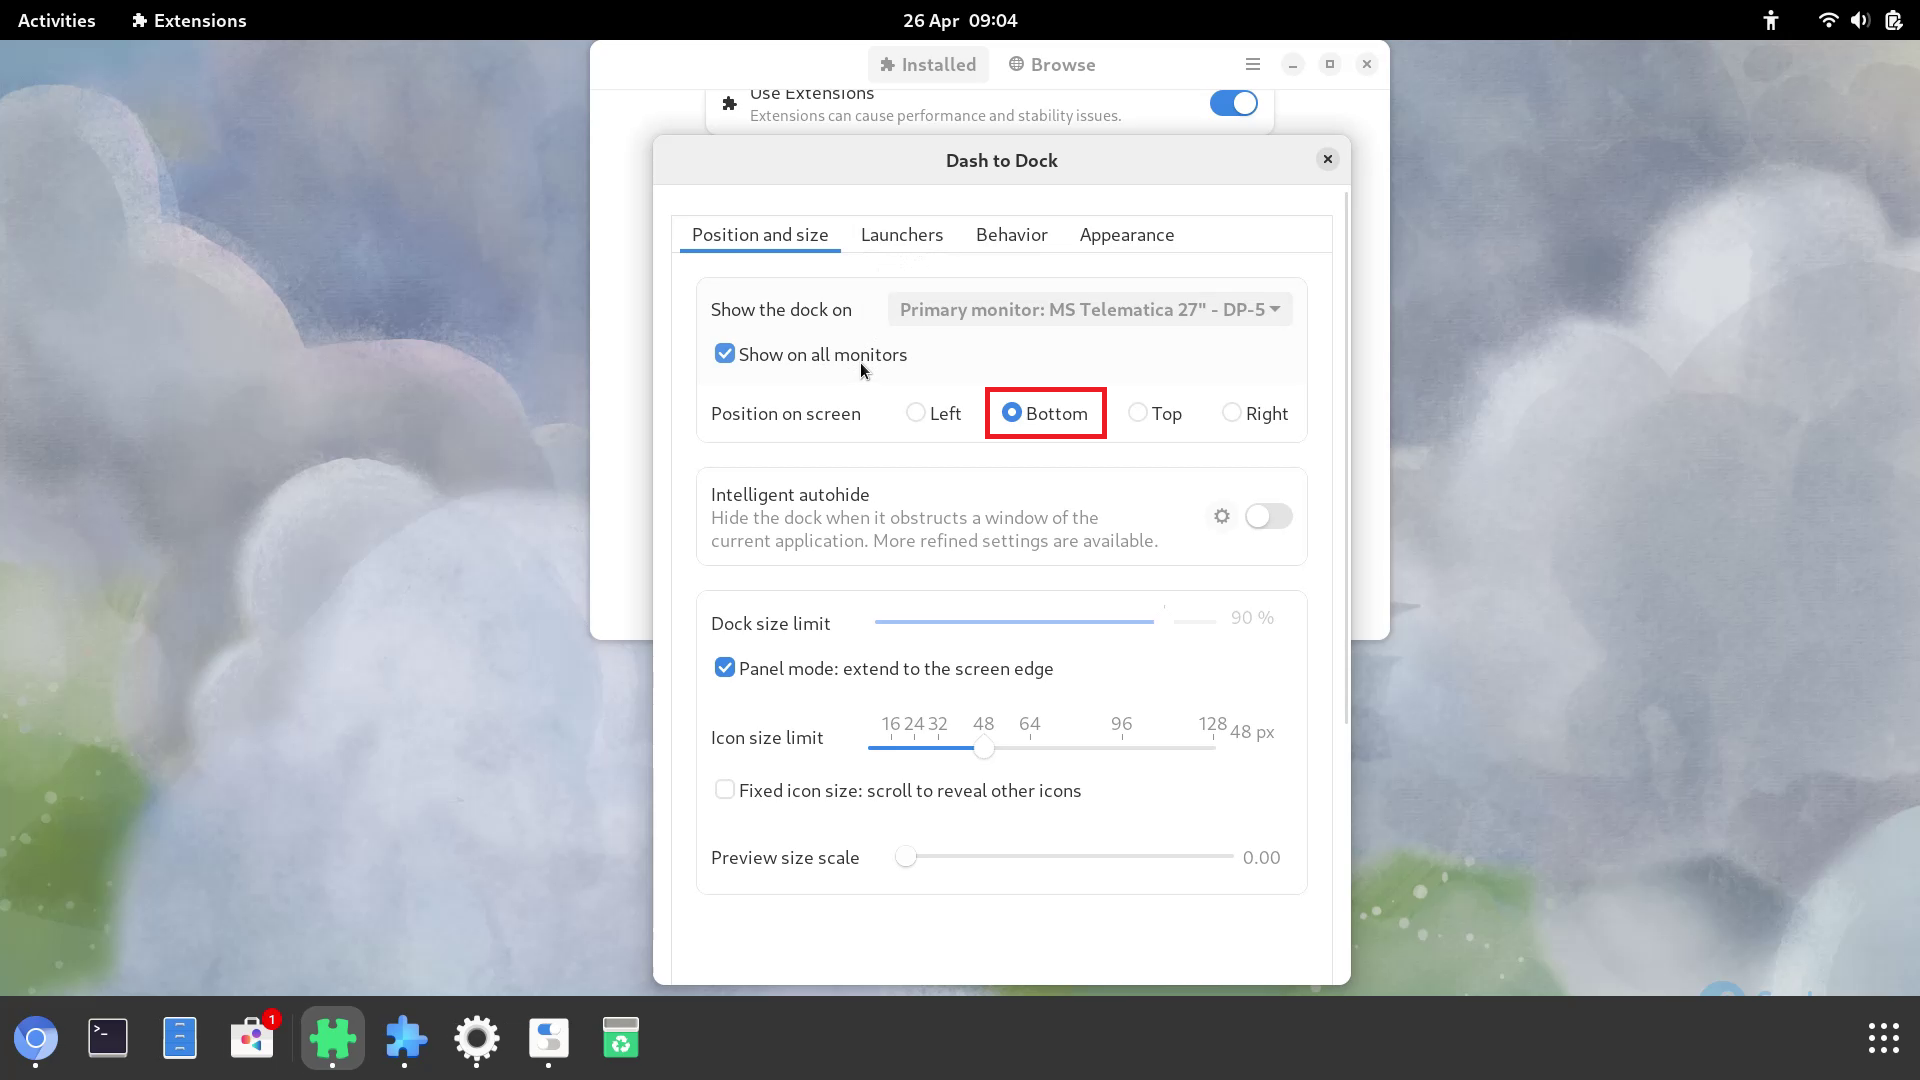 Activities Extensions 26 Apr 09:04
Installed Browse
Use Extensions
Extensions can cause performance and stability issues.
Dash to Dock
Position and size Launchers Behavior Appearance
Show the dock on Primary monitor: MS Telematica 27" - DP-5
Show on all monitors
Position on screen Left Bottom Top Right
Intelligent autohide
Hide the dock when it obstructs a window of the
current application. More refined settings are available.
Dock size limit 90 %
Panel mode: extend to the screen edge
16 24 32 48 64 96 128
Icon size limit 48 px
Fixed icon size: scroll to reveal other icons
Preview size scale 0.00
>_
1